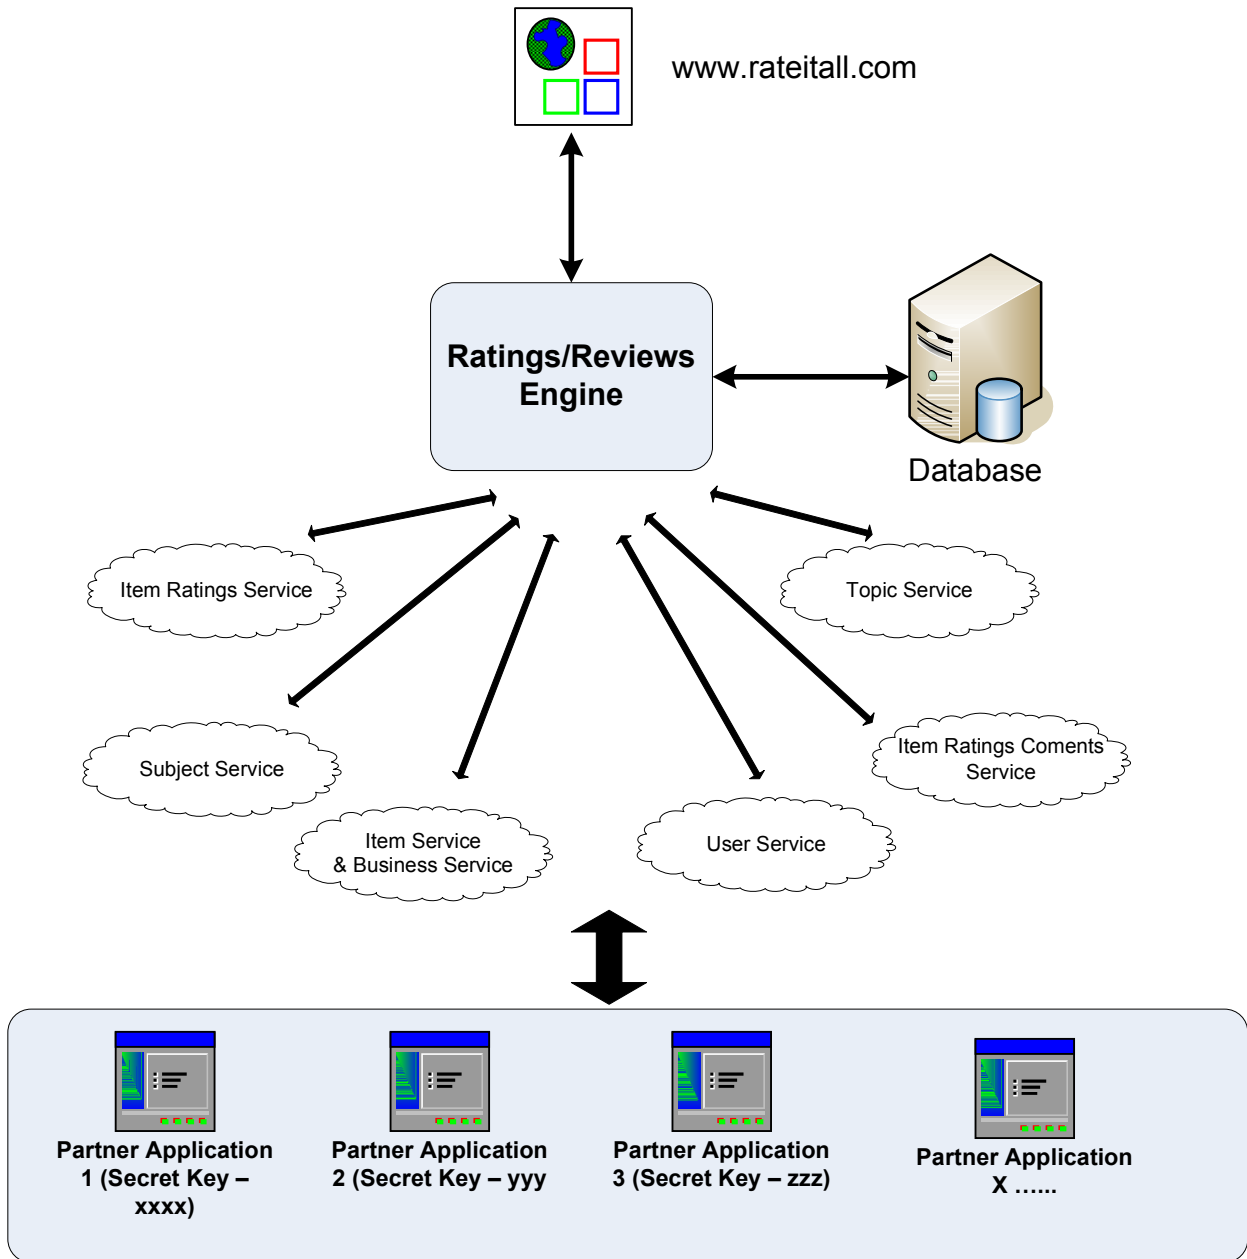 www.rateitall.com
Ratings/Reviews
Engine
Database
Item Ratings Service
Topic Service
Subject Service
Item Ratings Coments
Service
Item Service
& Business Service
User Service
Partner Application
1 (Secret Key –
xxxx)
Partner Application
2 (Secret Key – yyy
Partner Application
3 (Secret Key – zzz)
Partner Application
X …...